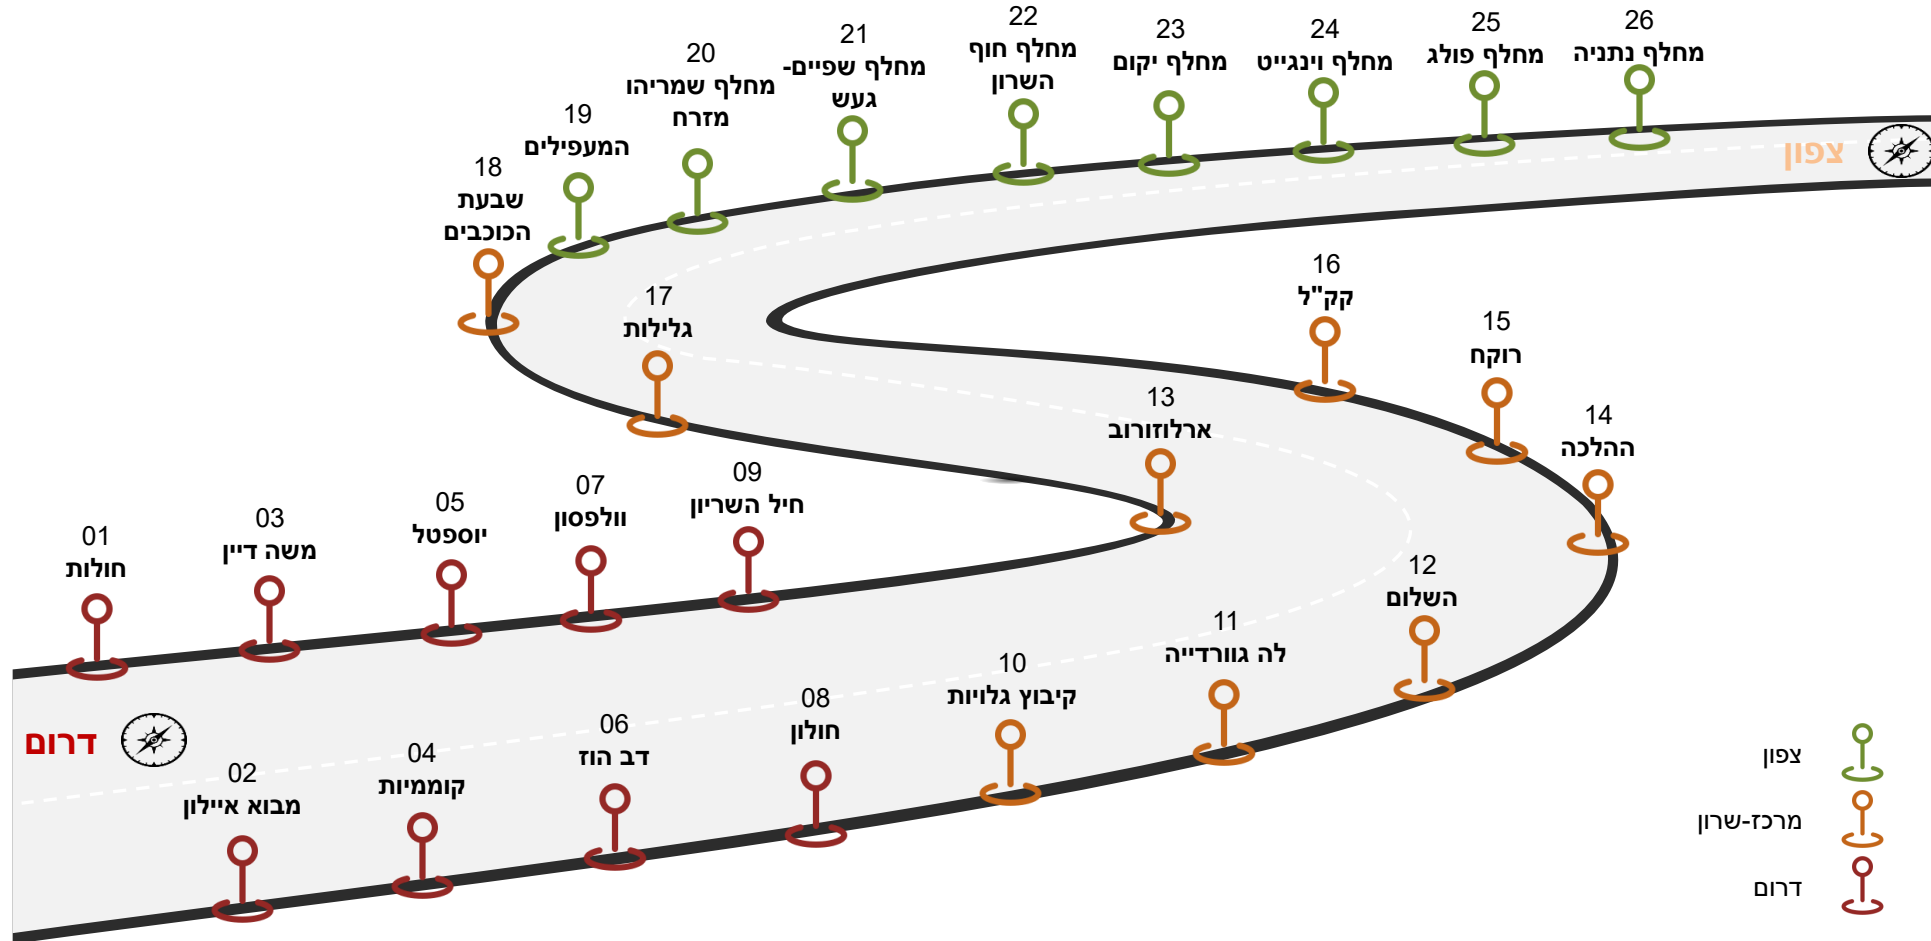 01
חולות
02
מבוא איילון
03
משה דיין
04
קוממיות
05
יוספטל
06
דב הוז
07
וולפסון
08
חולון
09
חיל השריון
10
קיבוץ גלויות
11
לה גוורדייה
12
השלום
13
ארלוזורוב
14
ההלכה
15
רוקח
16
קק"ל
17
גלילות
18
שבעת
הכוכבים
19
המעפילים
20
מחלף שמריהו
מזרח
21
מחלף שפיים-
געש
22
מחלף חוף
השרון
23
מחלף יקום
24
מחלף וינגייט
25
מחלף פולג
26
מחלף נתניה
צפון
דרום
צפון
מרכז-שרון
דרום